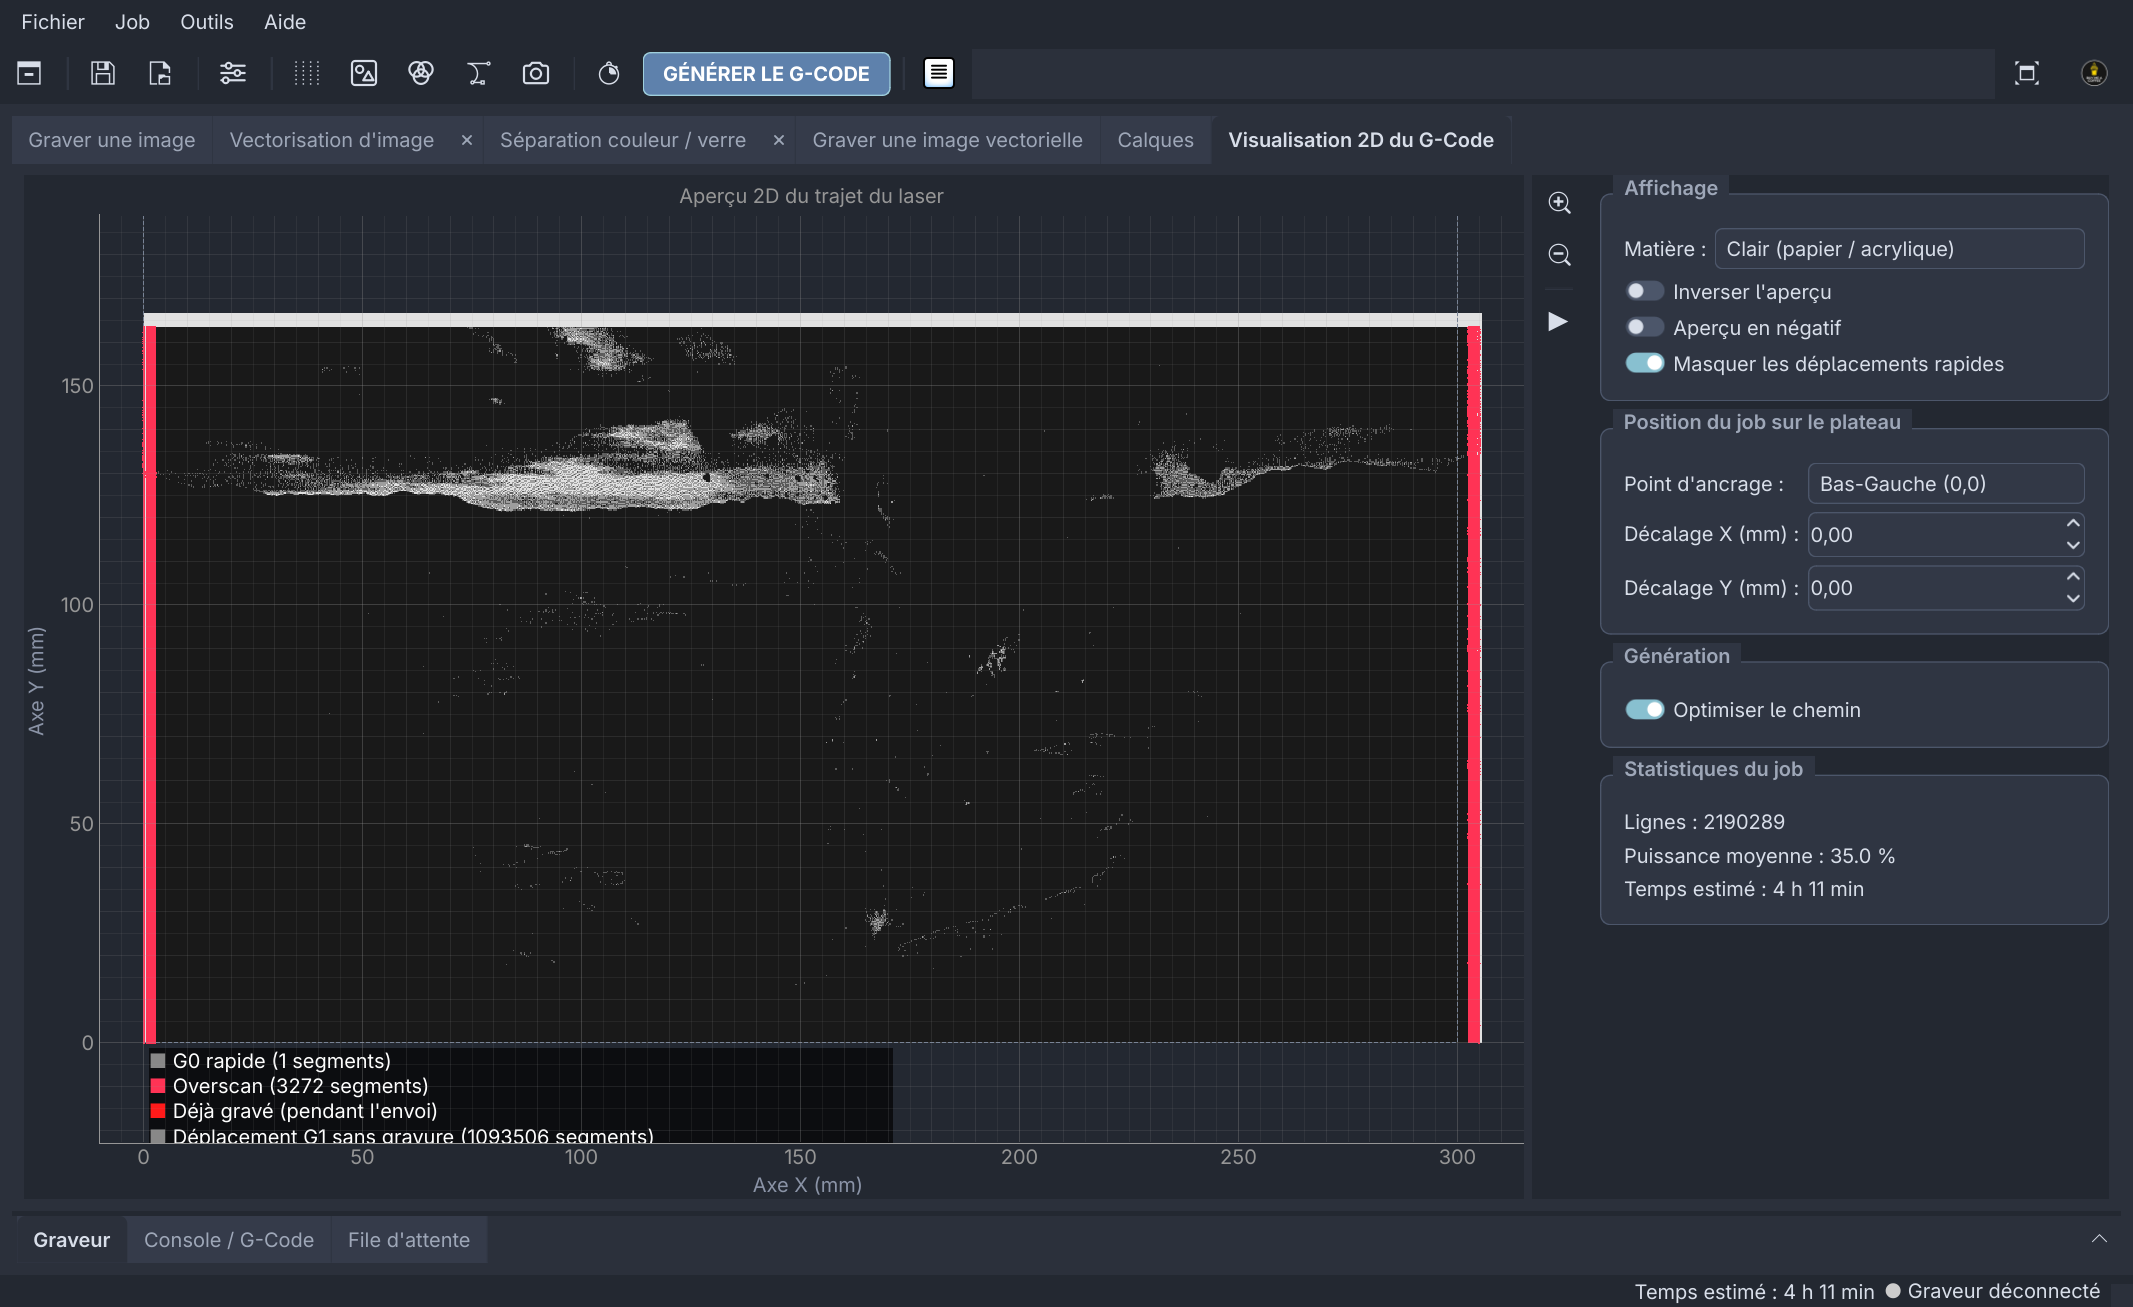 Fichier Job Outils Aide
GÉNÉRER LE G-CODE
Graver une image Vectorisation d'image × Séparation couleur / verre × Graver une image vectorielle Calques Visualisation 2D du G-Code
Aperçu 2D du trajet du laser
Axe Y (mm)
150
100
50
0
G0 rapide (1 segments)
Overscan (3272 segments)
Déjà gravé (pendant l'envoi)
Déplacement G1 sans gravure (1093506 segments)
0 50 100 150 200 250 300
Axe X (mm)
Affichage
Matière : Clair (papier / acrylique)
Inverser l'aperçu
Aperçu en négatif
Masquer les déplacements rapides
Position du job sur le plateau
Point d'ancrage : Bas-Gauche (0,0)
Décalage X (mm) : 0,00
Décalage Y (mm) : 0,00
Génération
Optimiser le chemin
Statistiques du job
Lignes : 2190289
Puissance moyenne : 35.0 %
Temps estimé : 4 h 11 min
Graveur Console / G-Code File d'attente
Temps estimé : 4 h 11 min Graveur déconnecté